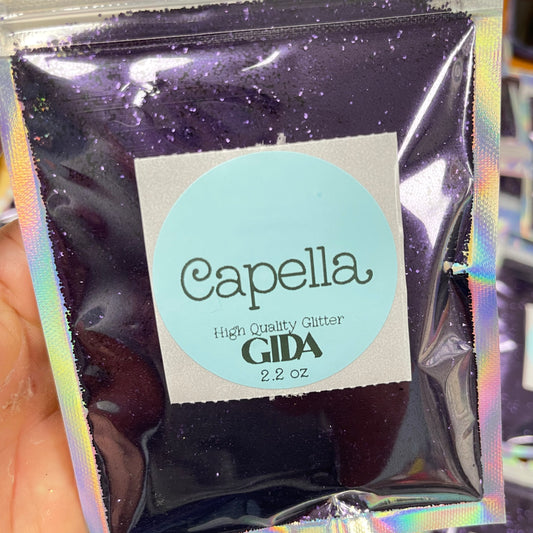 Capella
High Quality Glitter
GIDA
2.2 oz